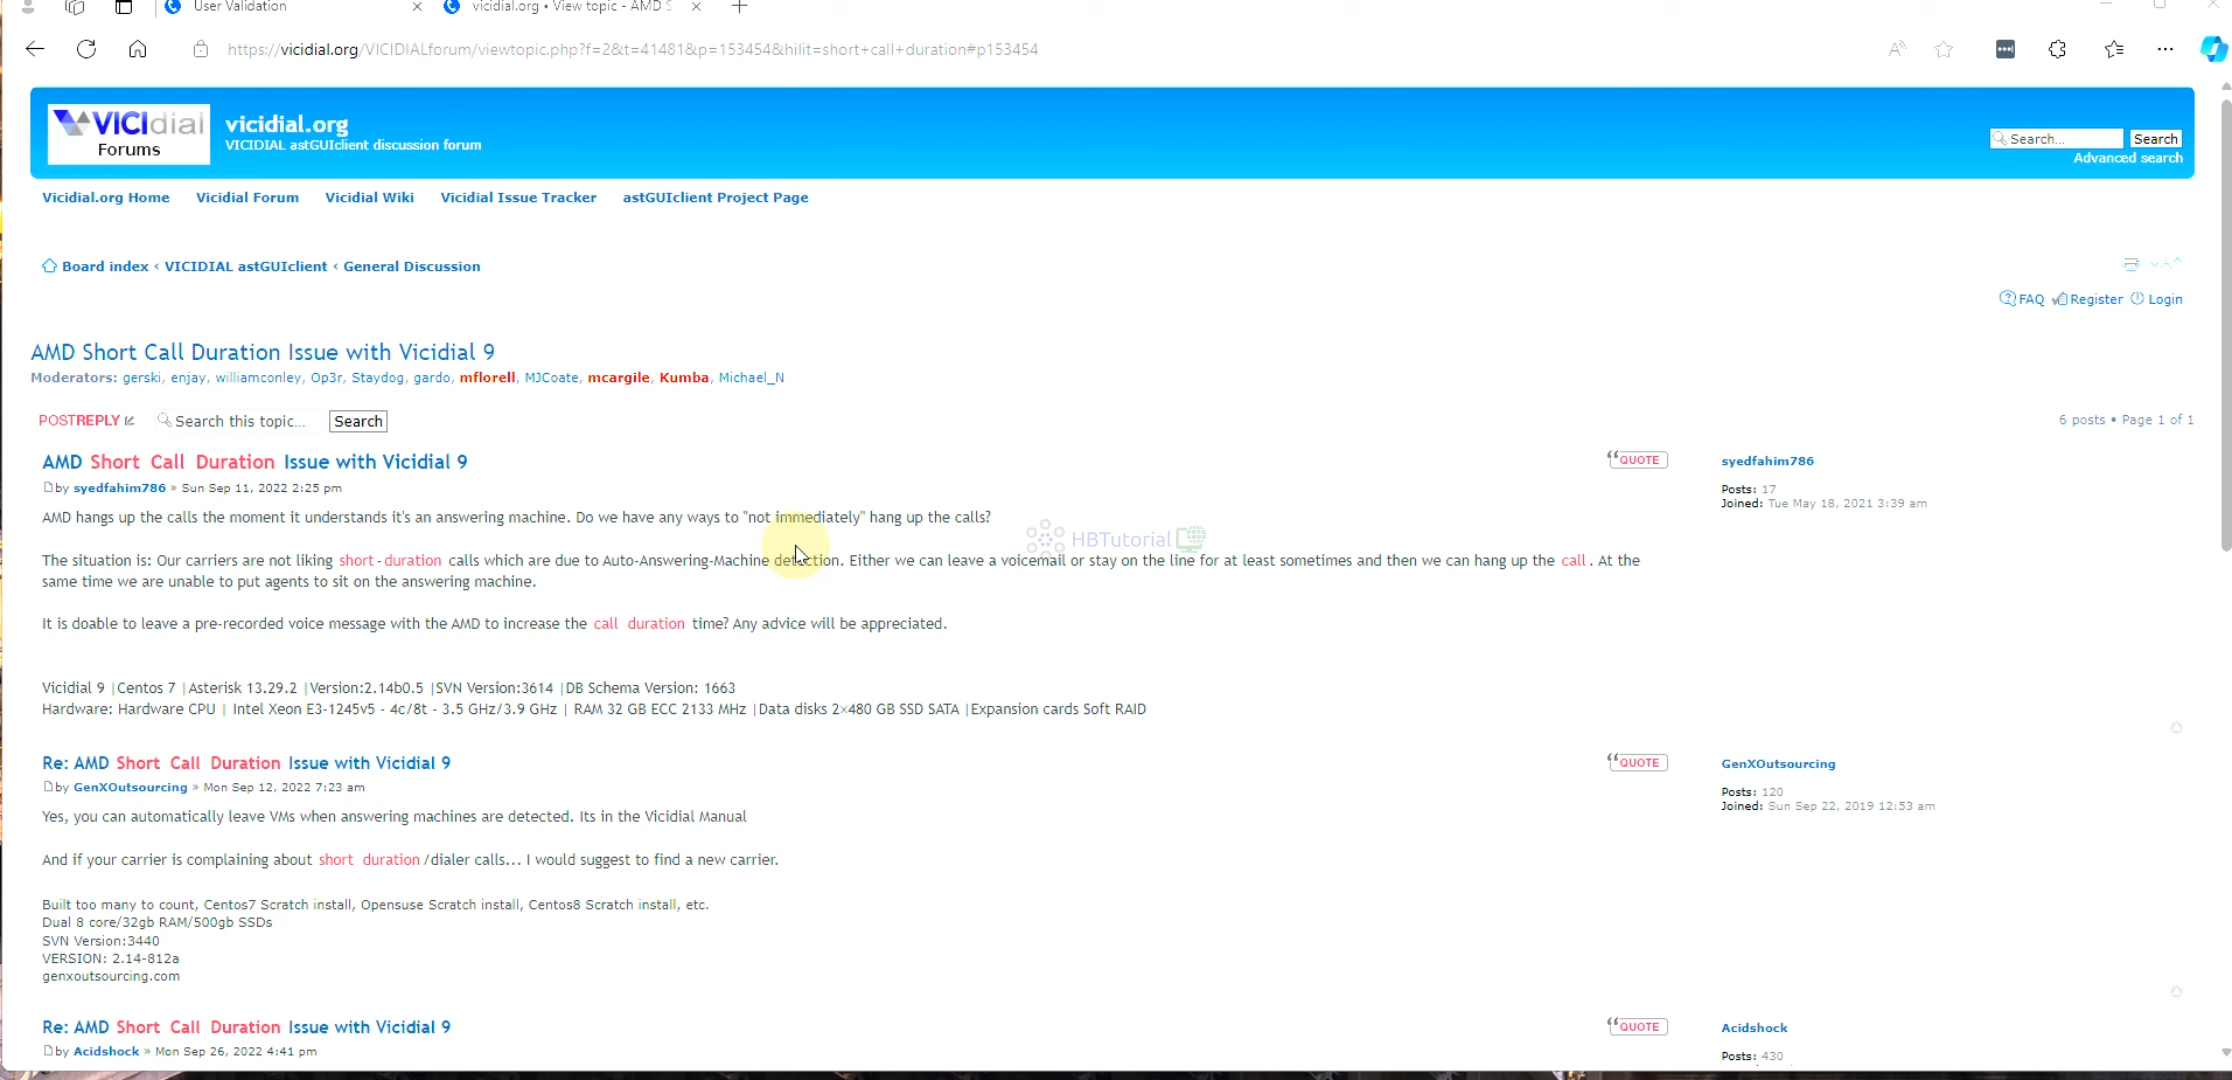 User Validation
vicidial.org • View topic - AMD S
https://vicidial.org/VICIDIALforum/viewtopic.php?f=2&t=41481&p=153454&hilit=short+call+duration#p153454
VICIdial
Forums
vicidial.org
VICIDIAL astGUIclient discussion forum
Search...
Search
Advanced search
Vicidial.org Home
Vicidial Forum
Vicidial Wiki
Vicidial Issue Tracker
astGUIclient Project Page
Board index ‹ VICIDIAL astGUIclient ‹ General Discussion
FAQ Register Login
AMD Short Call Duration Issue with Vicidial 9
Moderators: gerski, enjay, williamconley, Op3r, Staydog, gardo, mflorell, MJCoate, mcargile, Kumba, Michael_N
POSTREPLY
Search this topic...
Search
6 posts • Page 1 of 1
AMD Short Call Duration Issue with Vicidial 9
QUOTE
syedfahim786
by syedfahim786 » Sun Sep 11, 2022 2:25 pm
Posts: 17
Joined: Tue May 18, 2021 3:39 am
AMD hangs up the calls the moment it understands it's an answering machine. Do we have any ways to "not immediately" hang up the calls?
HBTutorial
The situation is: Our carriers are not liking short-duration calls which are due to Auto-Answering-Machine detection. Either we can leave a voicemail or stay on the line for at least sometimes and then we can hang up the call. At the
same time we are unable to put agents to sit on the answering machine.
It is doable to leave a pre-recorded voice message with the AMD to increase the call duration time? Any advice will be appreciated.
Vicidial 9 |Centos 7 |Asterisk 13.29.2 |Version:2.14b0.5 |SVN Version:3614 |DB Schema Version: 1663
Hardware: Hardware CPU | Intel Xeon E3-1245v5 - 4c/8t - 3.5 GHz/3.9 GHz | RAM 32 GB ECC 2133 MHz |Data disks 2×480 GB SSD SATA |Expansion cards Soft RAID
Re: AMD Short Call Duration Issue with Vicidial 9
QUOTE
GenXOutsourcing
by GenXOutsourcing » Mon Sep 12, 2022 7:23 am
Posts: 120
Joined: Sun Sep 22, 2019 12:53 am
Yes, you can automatically leave VMs when answering machines are detected. Its in the Vicidial Manual
And if your carrier is complaining about short duration/dialer calls... I would suggest to find a new carrier.
Built too many to count, Centos7 Scratch install, Opensuse Scratch install, Centos8 Scratch install, etc.
Dual 8 core/32gb RAM/500gb SSDs
SVN Version:3440
VERSION: 2.14-812a
genxoutsourcing.com
Re: AMD Short Call Duration Issue with Vicidial 9
QUOTE
Acidshock
by Acidshock » Mon Sep 26, 2022 4:41 pm
Posts: 430